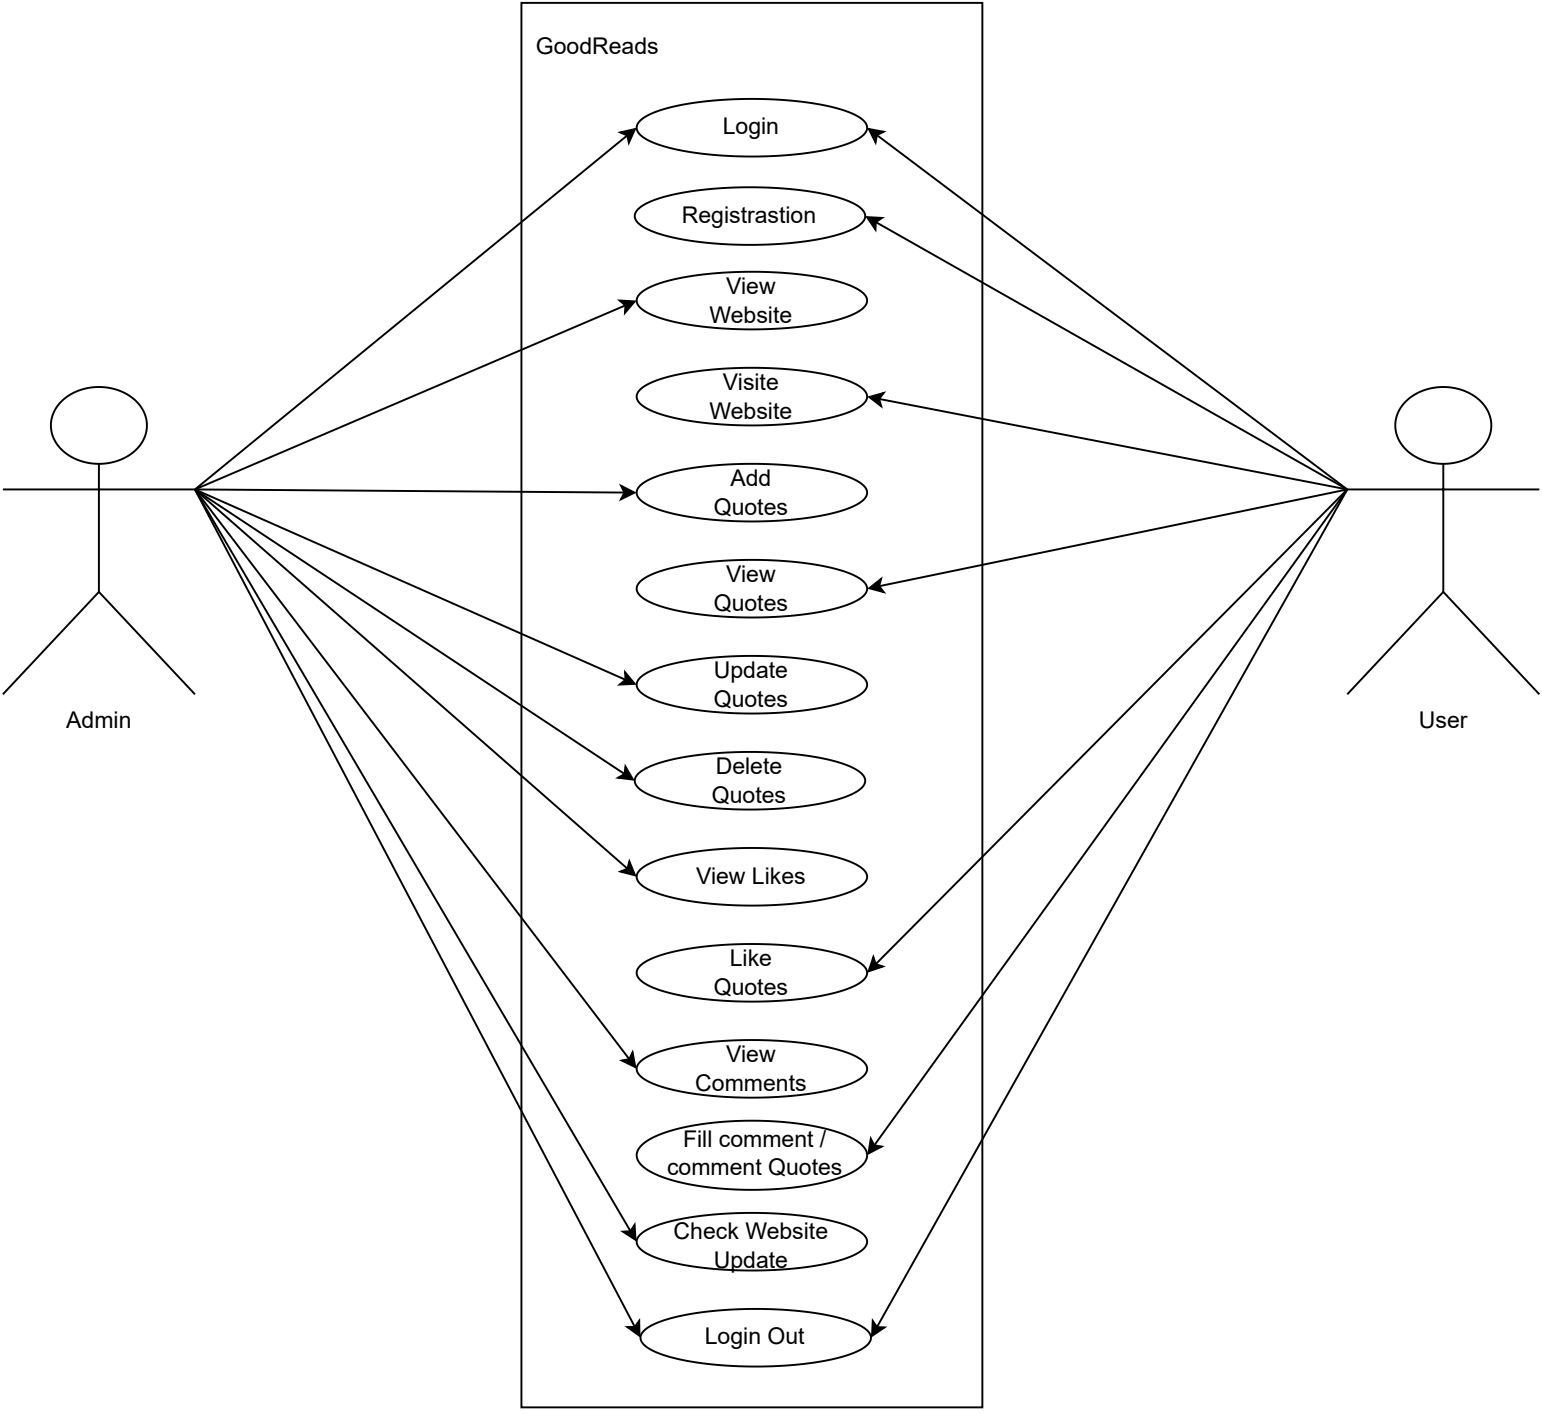 GoodReads
Login
Registrastion
View
Website
Visite
Website
Add
Quotes
View
Quotes
Update
Quotes
Admin
User
Delete
Quotes
View Likes
Like
Quotes
View
Comments
Fill comment /
comment Quotes
Check Website
Update
Login Out